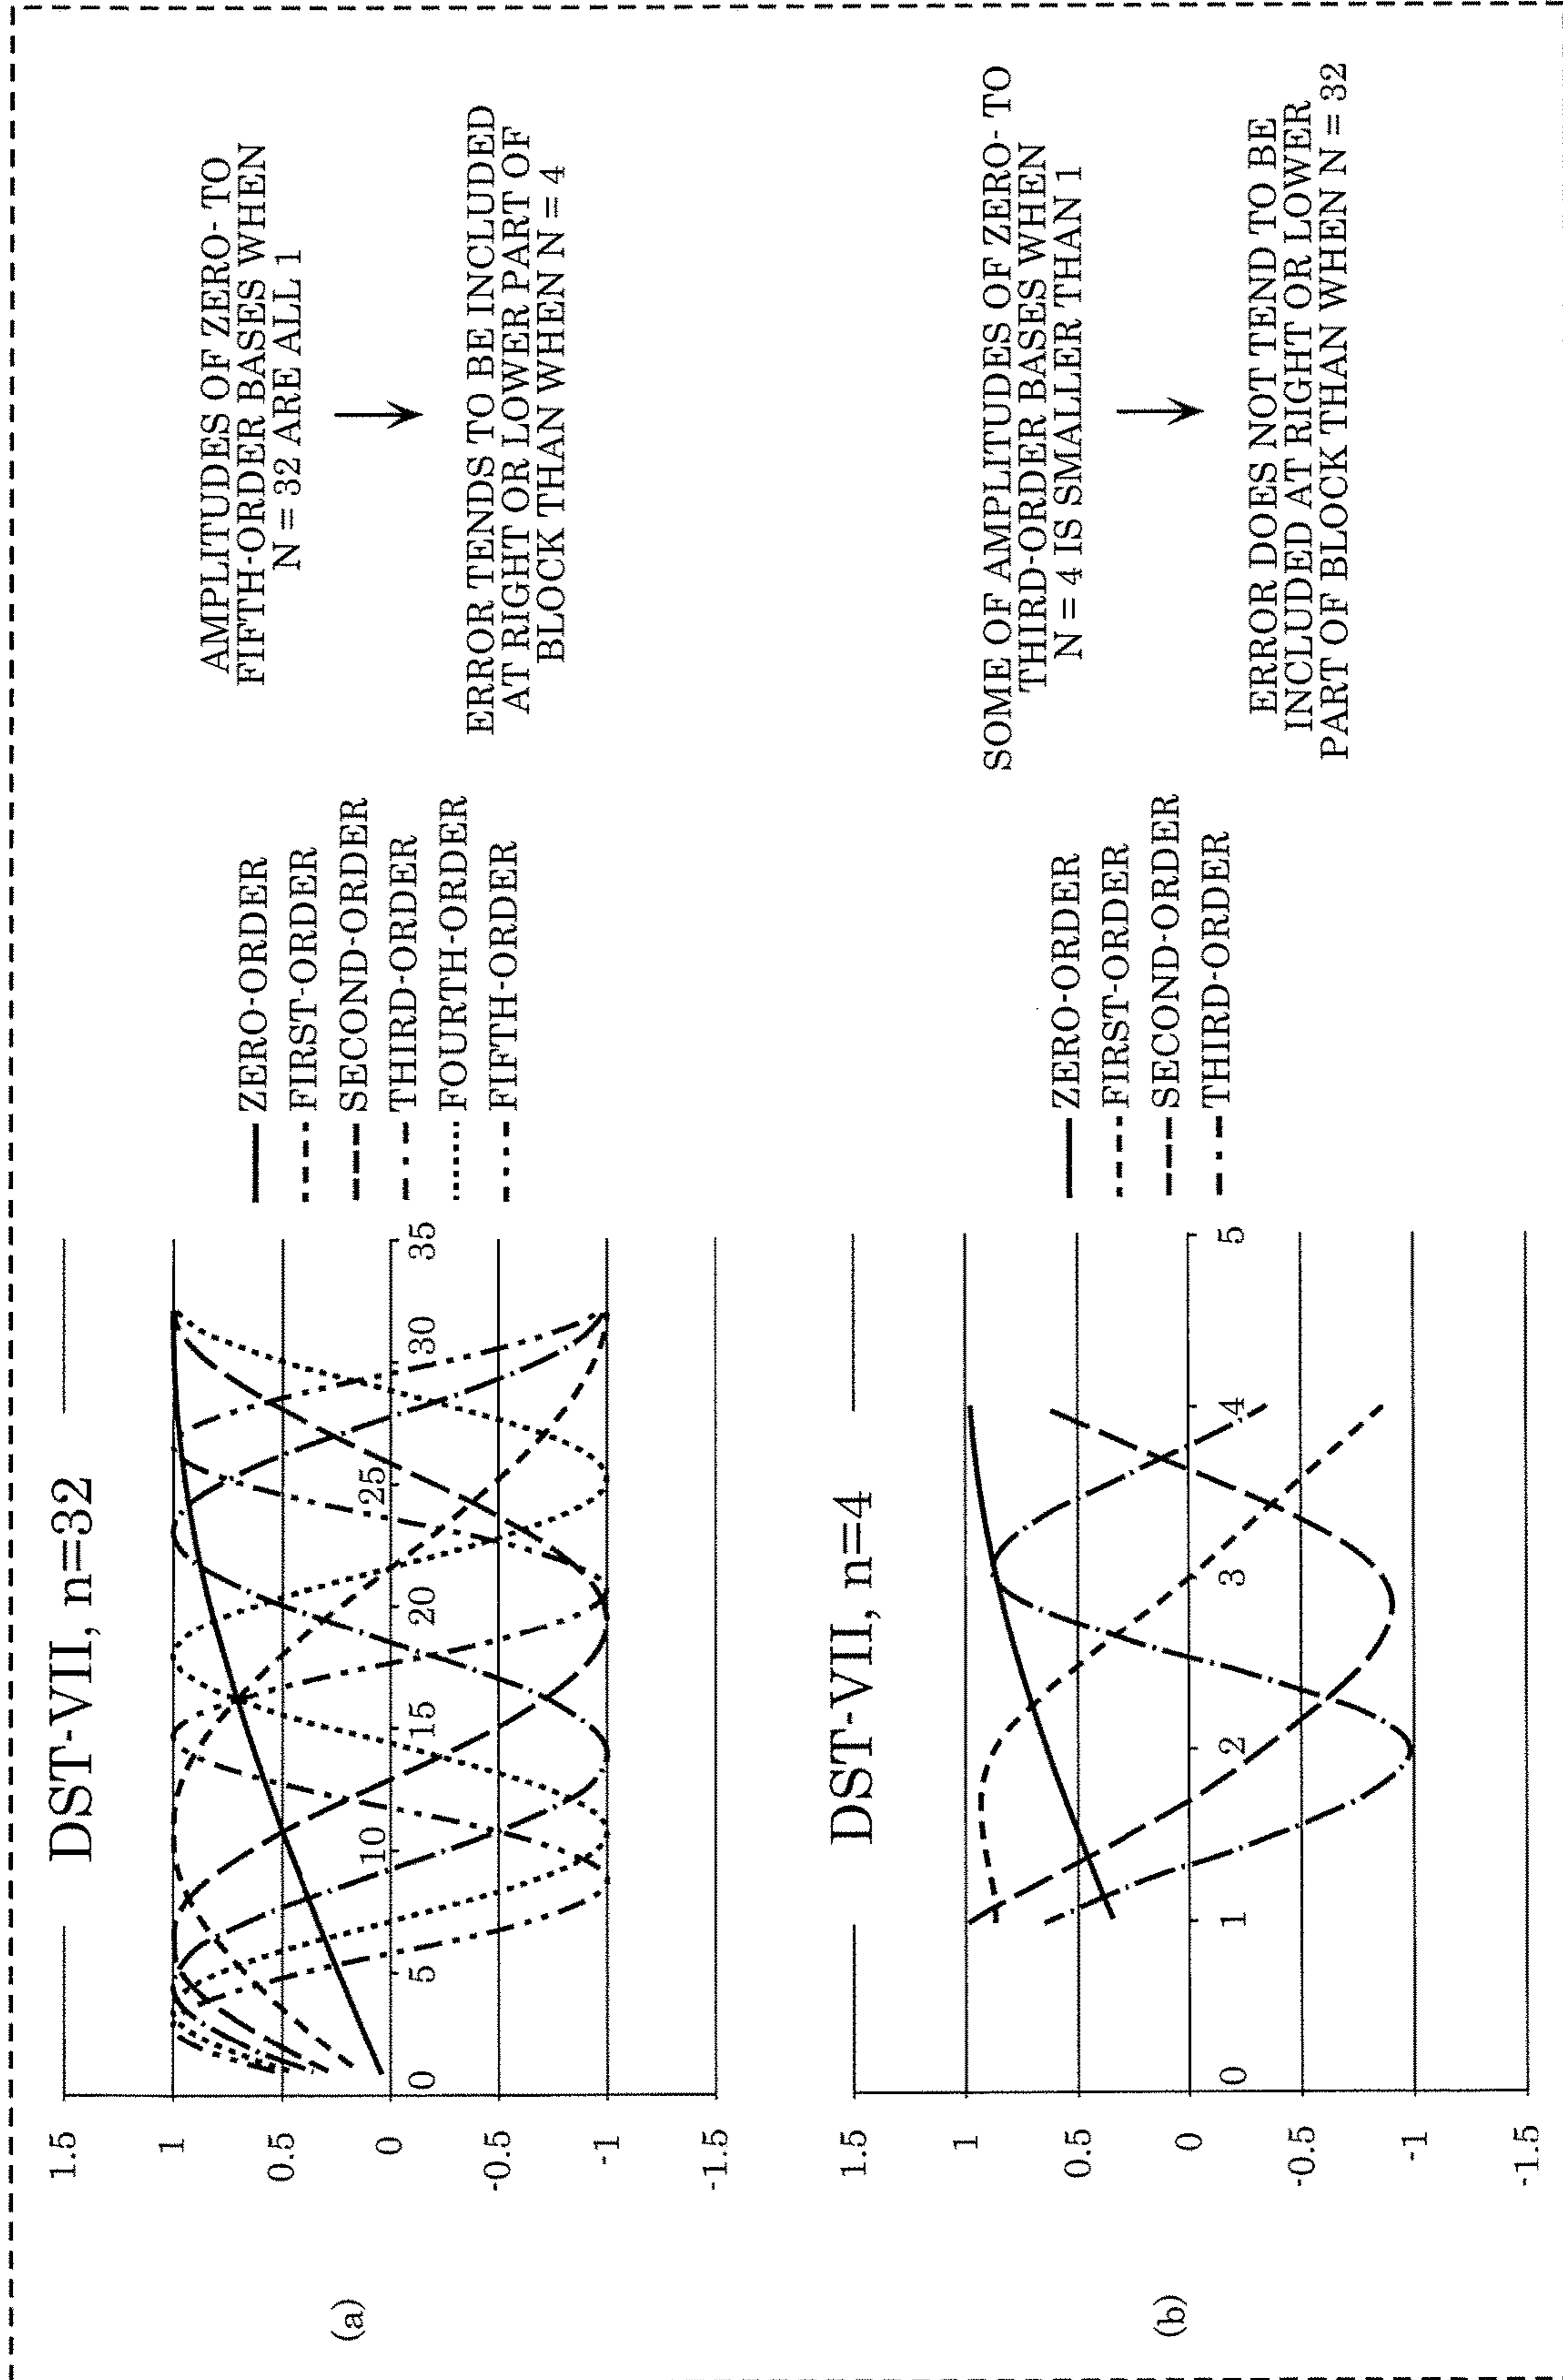 (a)
DST-VII, n=32
1.5
1
0.5
0
-0.5
-1
-1.5
0
5
10
15
20
25
30
35
ZERO-ORDER
FIRST-ORDER
SECOND-ORDER
THIRD-ORDER
FOURTH-ORDER
FIFTH-ORDER
AMPLITUDES OF ZERO- TO
FIFTH-ORDER BASES WHEN
N = 32 ARE ALL 1
ERROR TENDS TO BE INCLUDED
AT RIGHT OR LOWER PART OF
BLOCK THAN WHEN N = 4
(b)
DST-VII, n=4
1.5
1
0.5
0
-0.5
-1
-1.5
0
1
2
3
4
5
ZERO-ORDER
FIRST-ORDER
SECOND-ORDER
THIRD-ORDER
SOME OF AMPLITUDES OF ZERO- TO
THIRD-ORDER BASES WHEN
N = 4 IS SMALLER THAN 1
ERROR DOES NOT TEND TO BE
INCLUDED AT RIGHT OR LOWER
PART OF BLOCK THAN WHEN N = 32